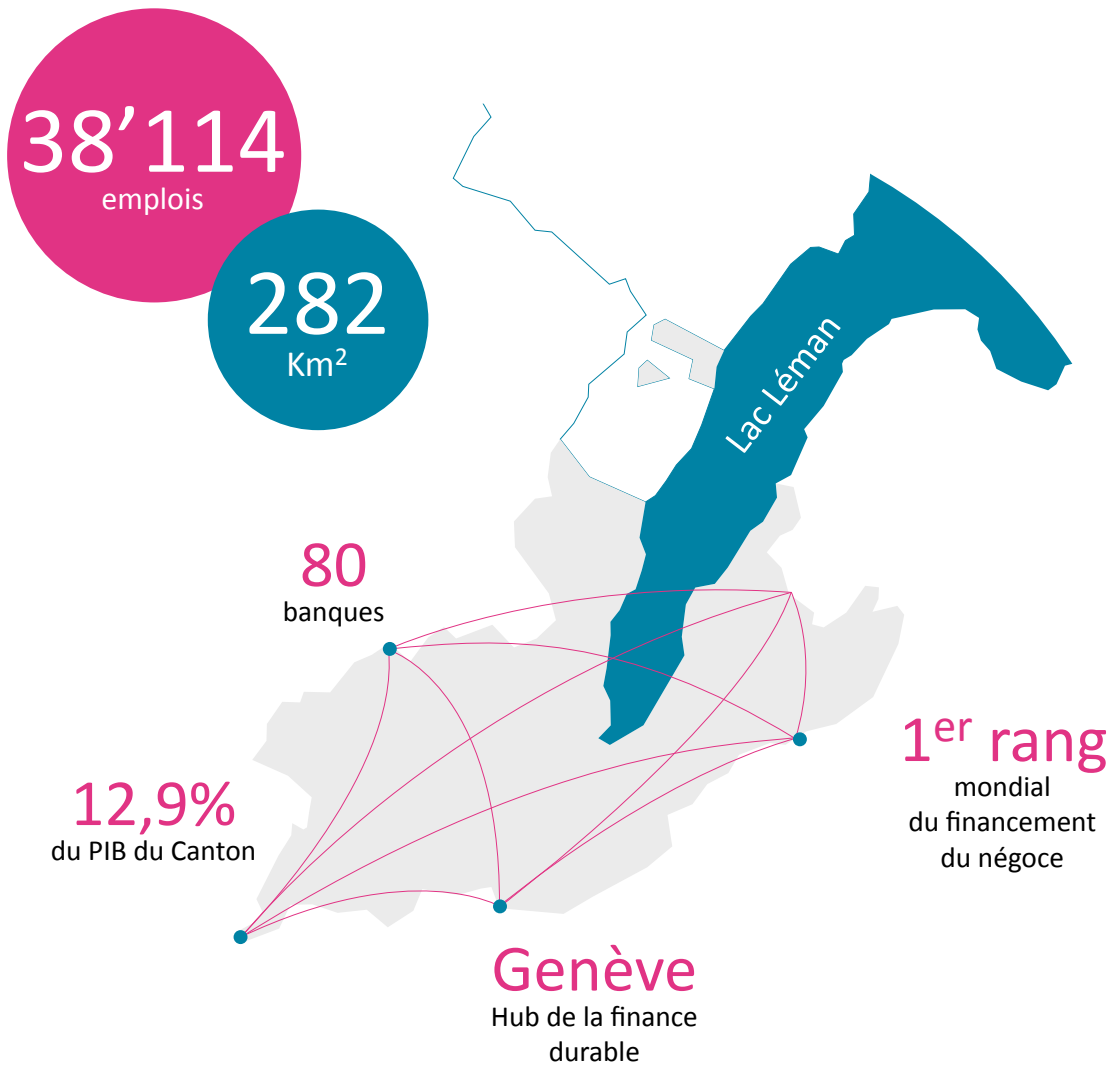 38’114
emplois
282
Km²
Lac Léman
80
banques
1er rang
mondial
du financement
du négoce
12,9%
du PIB du Canton
Genève
Hub de la finance
durable